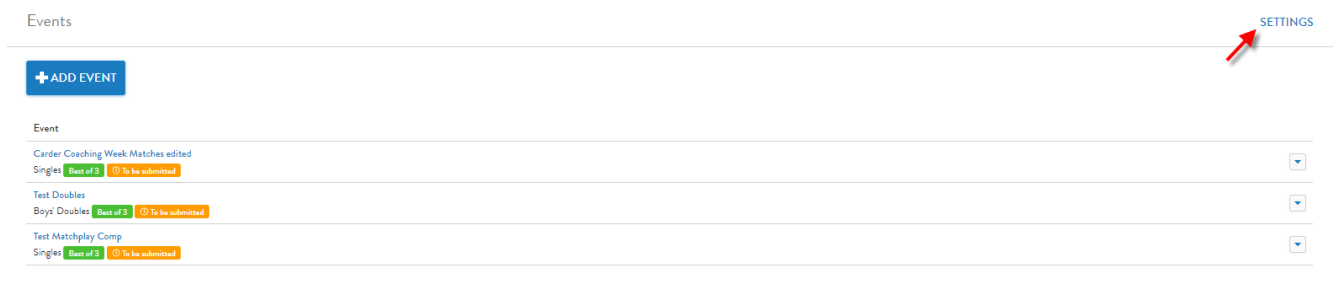 Events
SETTINGS
ADD EVENT
Event
Carder Coaching Week Matches edited
Singles Best of 3 To be submitted
Test Doubles
Boys' Doubles Best of 3 To be submitted
Test Matchplay Comp
Singles Best of 3 To be submitted